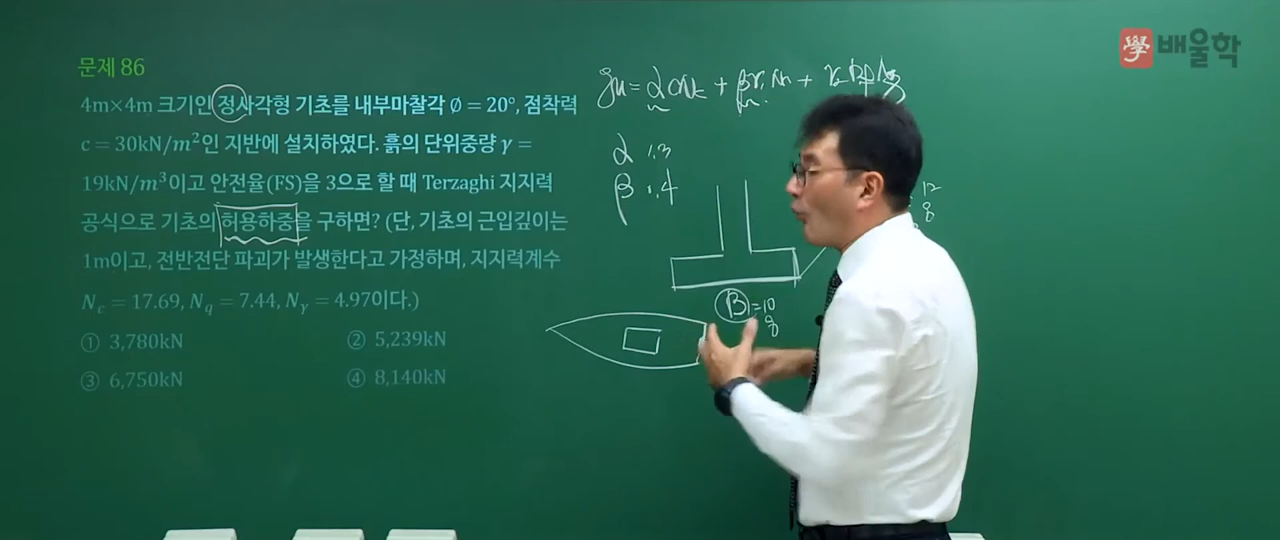 學 배울학
문제 86
4m×4m 크기인 정사각형 기초를 내부마찰각 Ø = 20°, 점착력
c = 30kN/m²인 지반에 설치하였다. 흙의 단위중량 γ =
19kN/m³이고 안전율(FS)을 3으로 할 때 Terzaghi 지지력
공식으로 기초의 허용하중을 구하면? (단, 기초의 근입깊이는
1m이고, 전반전단 파괴가 발생한다고 가정하며, 지지력계수
N_c = 17.69, N_q = 7.44, N_γ = 4.97이다.)
① 3,780kN ② 5,239kN
③ 6,750kN ④ 8,140kN
α 1.3
β
12
8
B =10
8